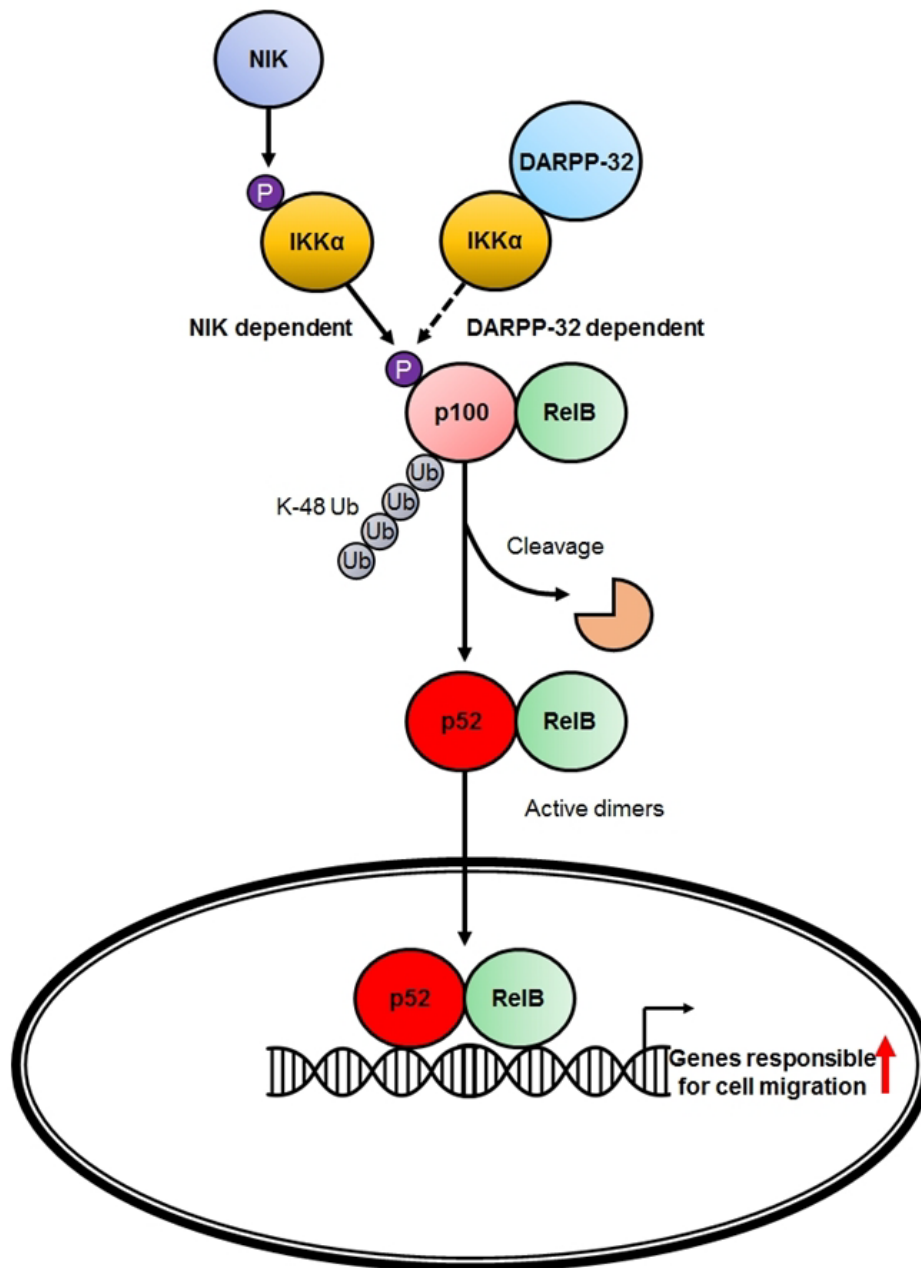 NIK
DARPP-32
P
IKKα
IKKα
NIK dependent
DARPP-32 dependent
P
p100
RelB
Ub
K-48 Ub
Ub
Ub
Ub
Cleavage
p52
RelB
Active dimers
p52
RelB
Genes responsible
for cell migration